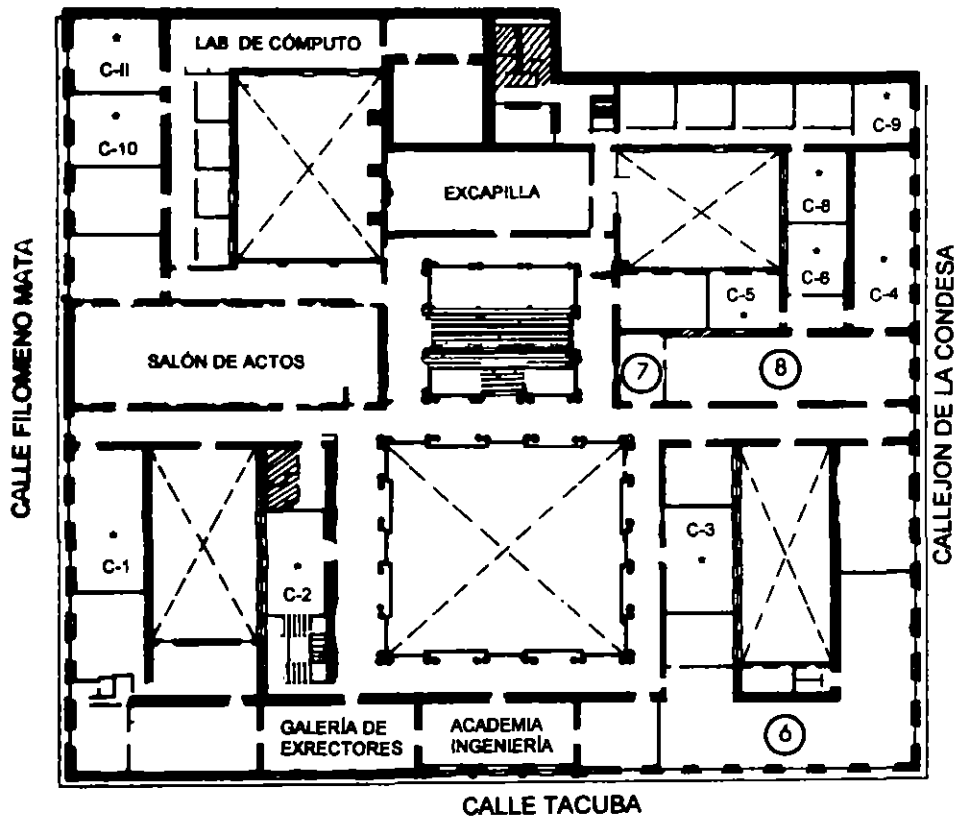 LAB DE CÓMPUTO
C-11
C-10
C-9
EXCAPILLA
C-8
C-6
C-5
C-4
CALLE FILOMENO MATA
SALÓN DE ACTOS
7
8
CALLEJON DE LA CONDESA
C-1
C-2
C-3
GALERÍA DE
EXRECTORES
ACADEMIA
INGENIERÍA
6
CALLE TACUBA